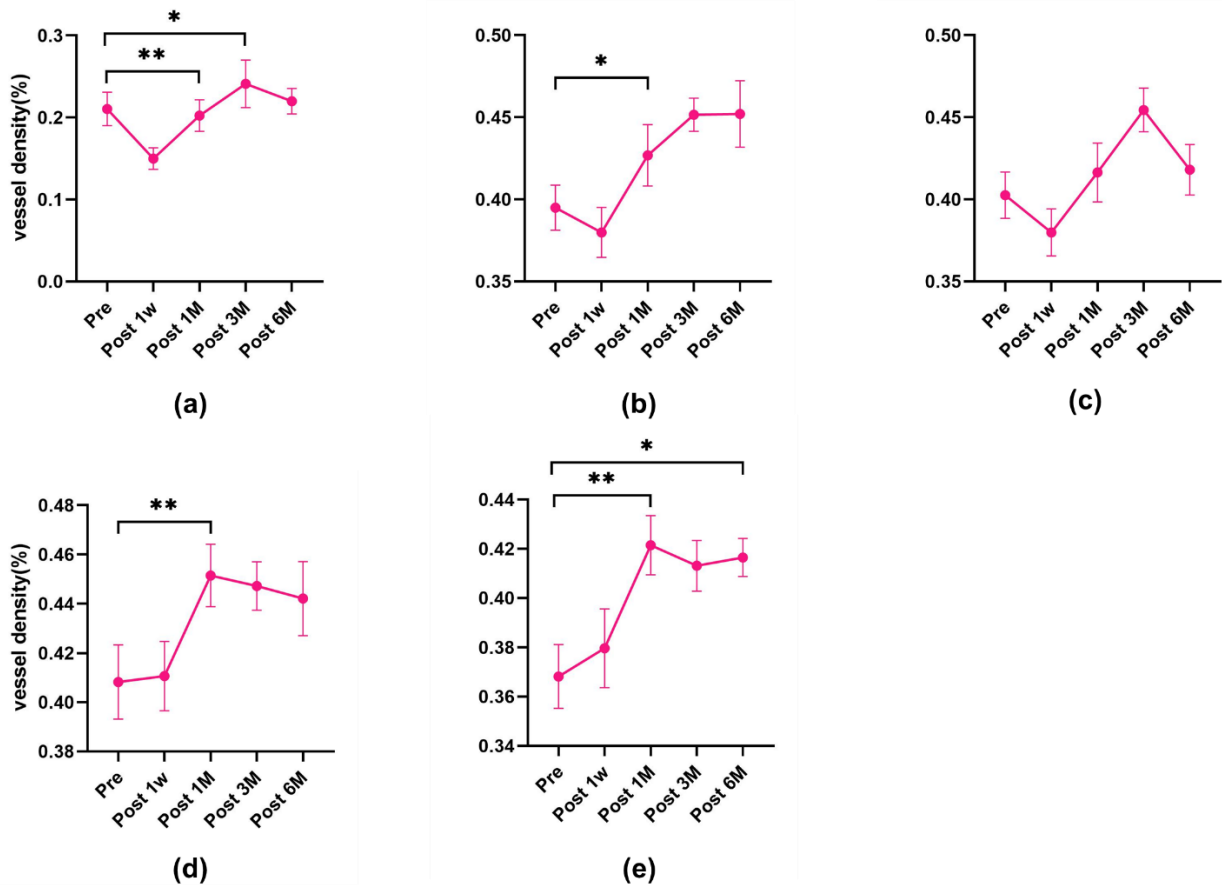 *
**
0.3
0.2
0.1
0.0
vessel density(%)
Pre
Post 1w
Post 1M
Post 3M
Post 6M
(a)
*
0.50
0.45
0.40
0.35
Pre
Post 1w
Post 1M
Post 3M
Post 6M
(b)
0.50
0.45
0.40
0.35
Pre
Post 1w
Post 1M
Post 3M
Post 6M
(c)
**
0.48
0.46
0.44
0.42
0.40
0.38
vessel density(%)
Pre
Post 1w
Post 1M
Post 3M
Post 6M
(d)
*
**
0.44
0.42
0.40
0.38
0.36
0.34
Pre
Post 1w
Post 1M
Post 3M
Post 6M
(e)